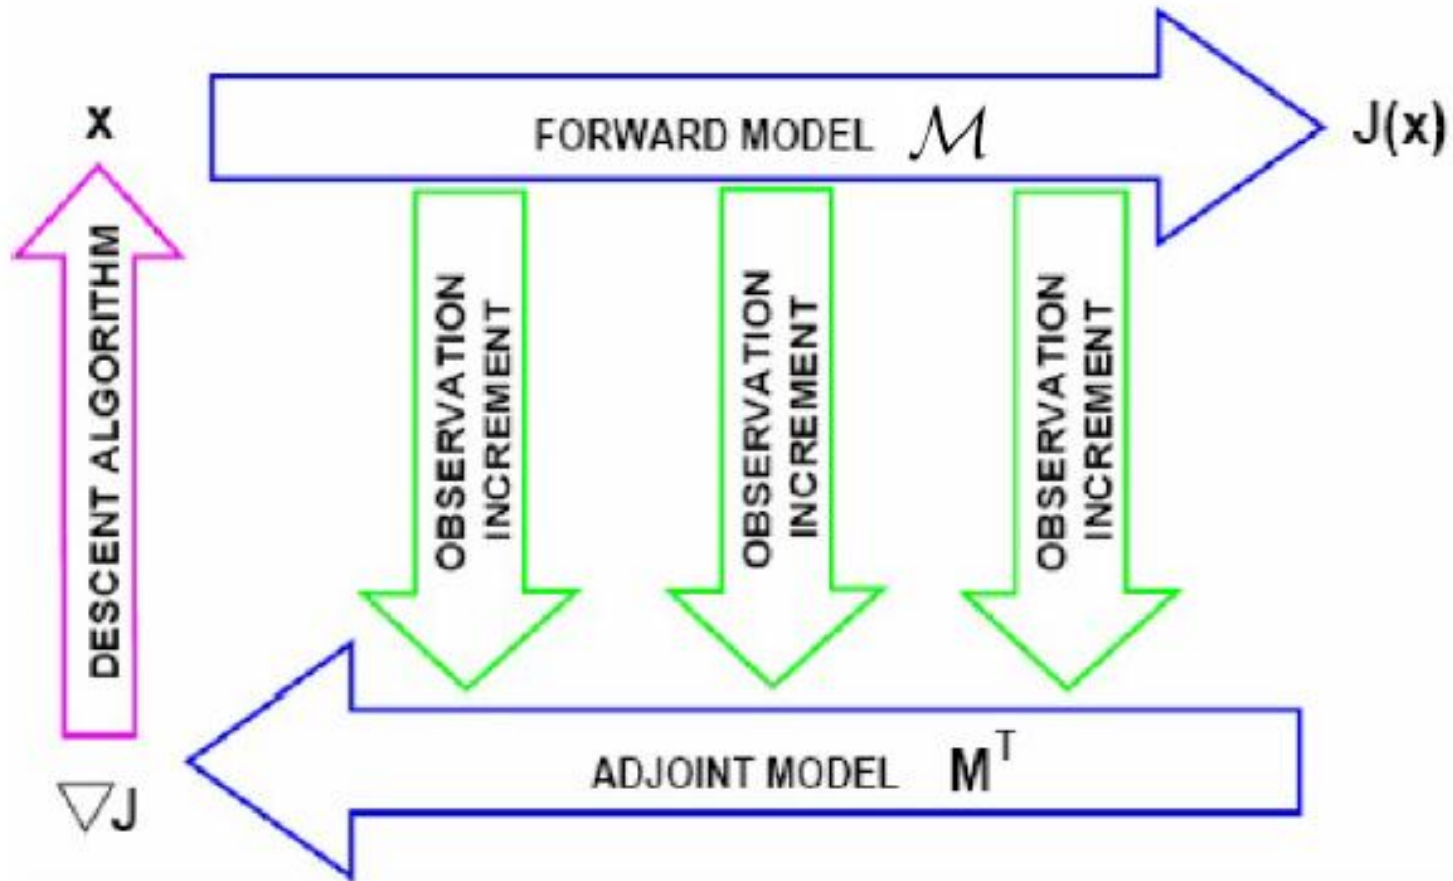 x
FORWARD MODEL ℳ
J(x)
DESCENT ALGORITHM
OBSERVATION
INCREMENT
OBSERVATION
INCREMENT
OBSERVATION
INCREMENT
ADJOINT MODEL Mᵀ
▽J